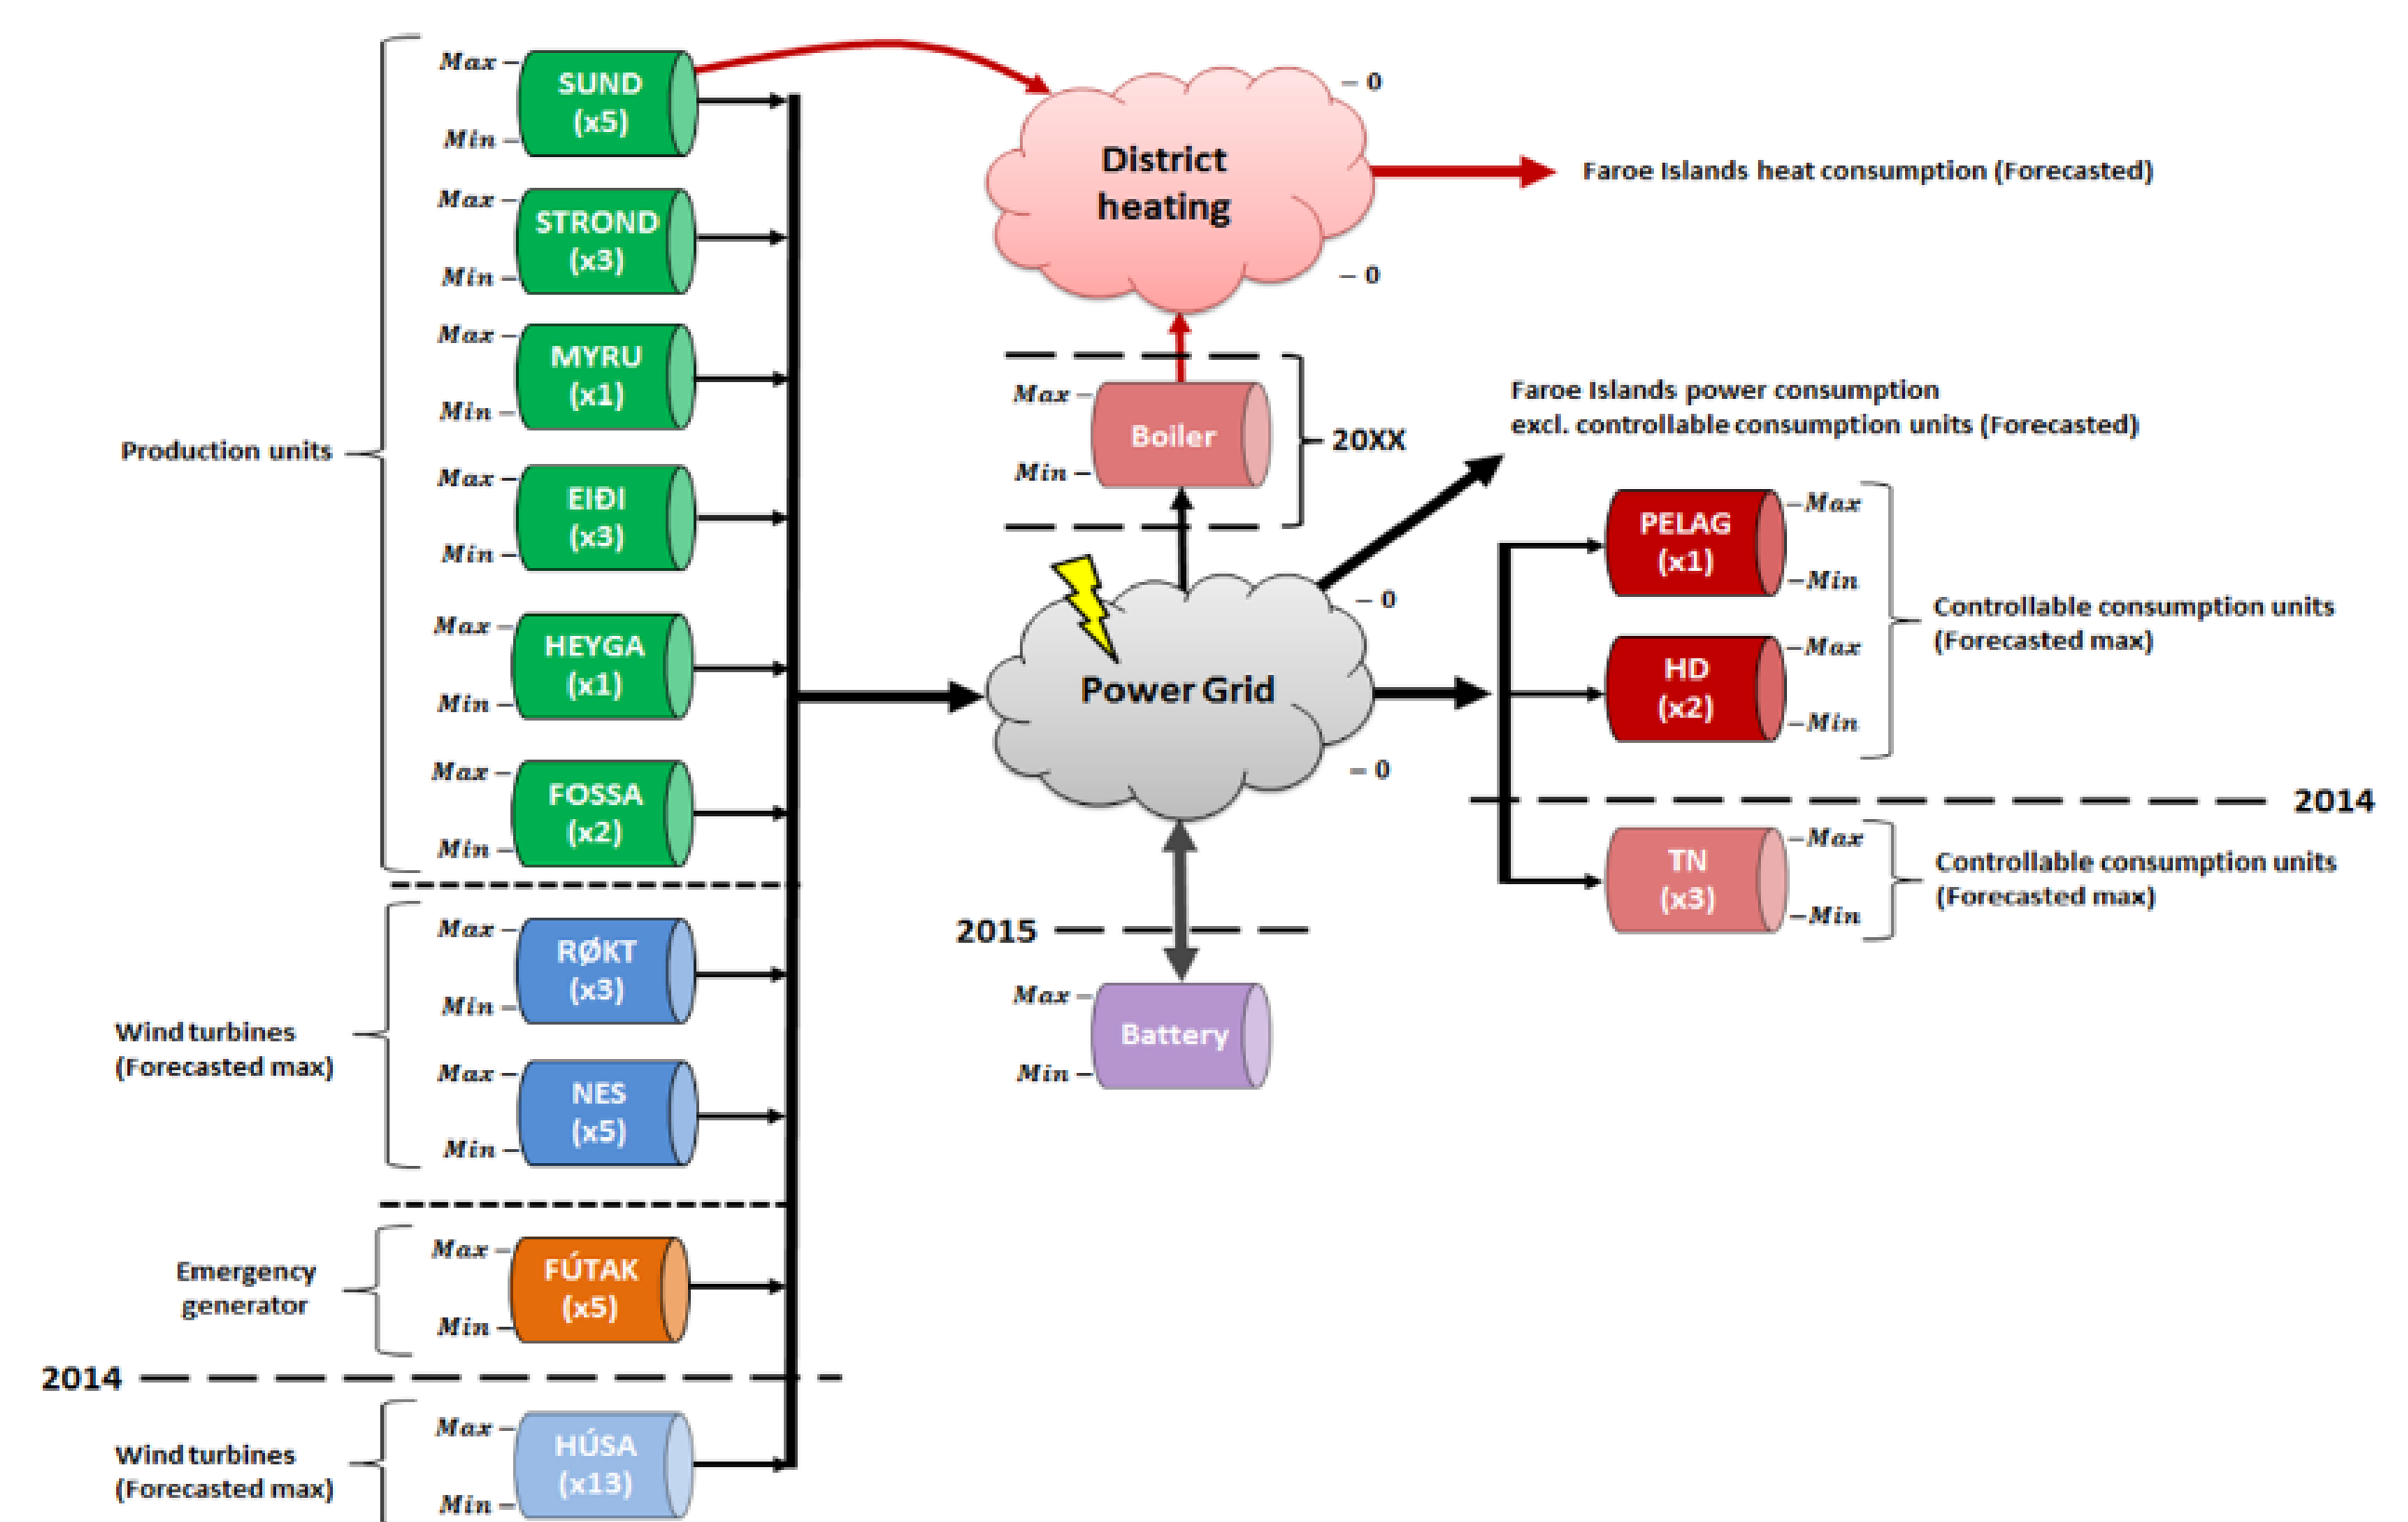 Max
SUND
(x5)
Min
Max
STROND
(x3)
Min
Max
MYRU
(x1)
Min
Production units
Max
EIÐI
(x3)
Min
Max
HEYGA
(x1)
Min
Max
FOSSA
(x2)
Min
Max
RØKT
(x3)
Min
Wind turbines
(Forecasted max)
Max
NES
(x5)
Min
Max
FÚTAK
(x5)
Min
Emergency
generator
2014
Max
HÚSA
(x13)
Min
Wind turbines
(Forecasted max)
– 0
District
heating
– 0
Faroe Islands heat consumption (Forecasted)
Max
Boiler
Min
20XX
Faroe Islands power consumption
excl. controllable consumption units (Forecasted)
– 0
Power Grid
– 0
2015
Max
Battery
Min
PELAG
(x1)
Max
Min
HD
(x2)
Max
Min
Controllable consumption units
(Forecasted max)
2014
TN
(x3)
Max
Min
Controllable consumption units
(Forecasted max)